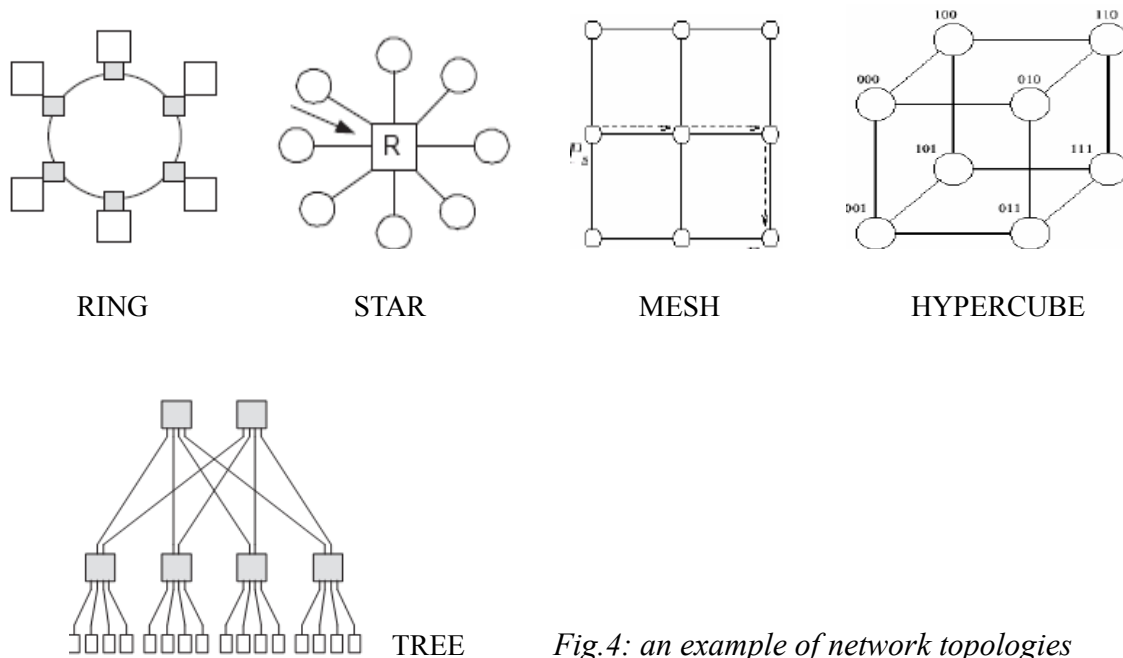 100 110
000 010
R
101 111
001 011
RING STAR MESH HYPERCUBE
TREE Fig.4: an example of network topologies